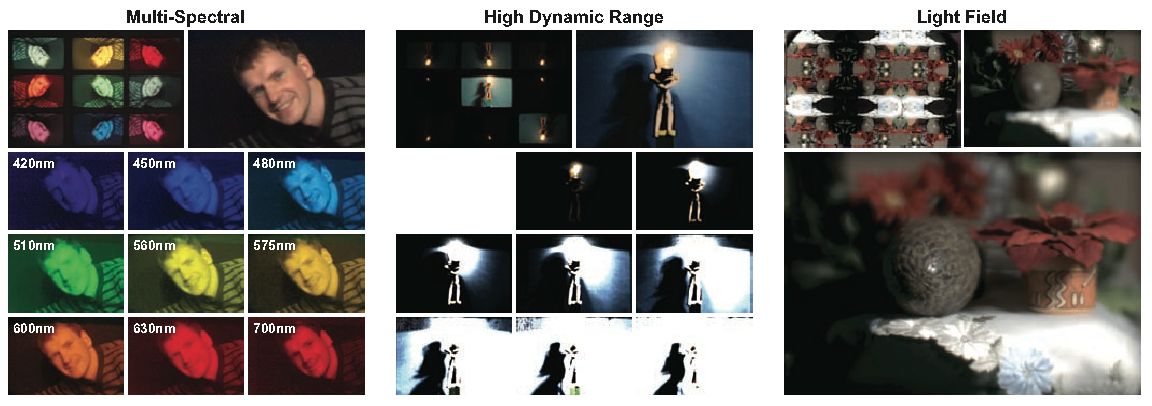 Multi-Spectral
High Dynamic Range
Light Field
420nm
450nm
480nm
510nm
560nm
575nm
600nm
630nm
700nm